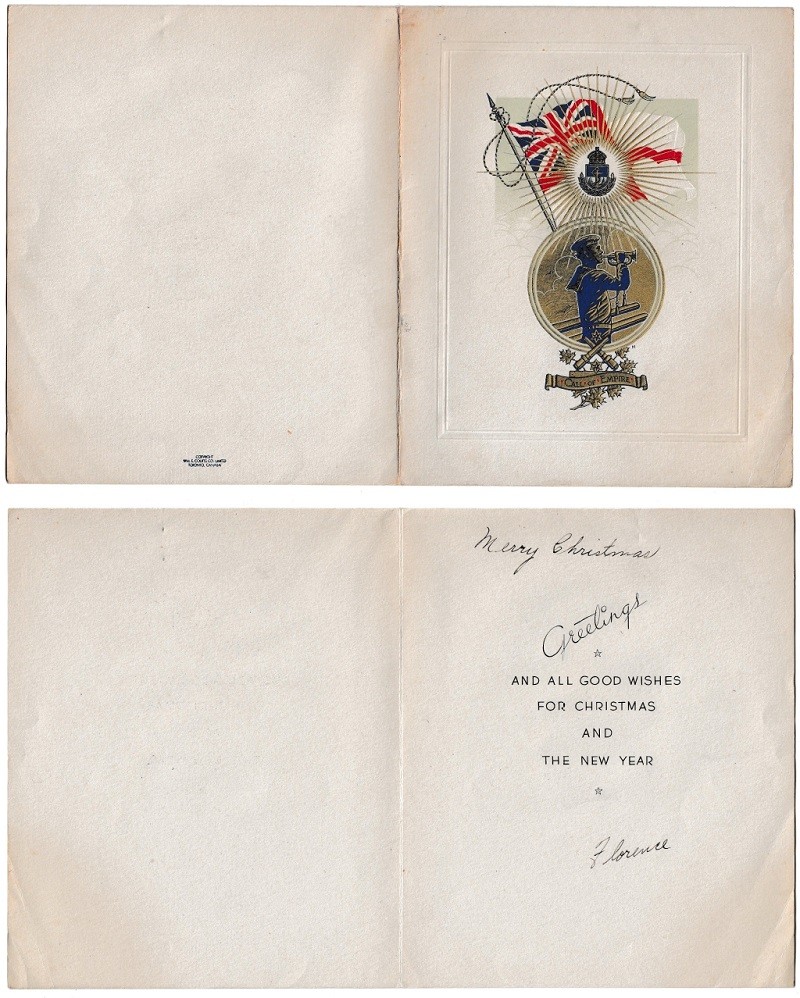 CALL OF EMPIRE
COPYRIGHT
WM. E. COUTTS CO. LIMITED
TORONTO, CANADA
Merry Christmas
Greetings
AND ALL GOOD WISHES
FOR CHRISTMAS
AND
THE NEW YEAR
Florence